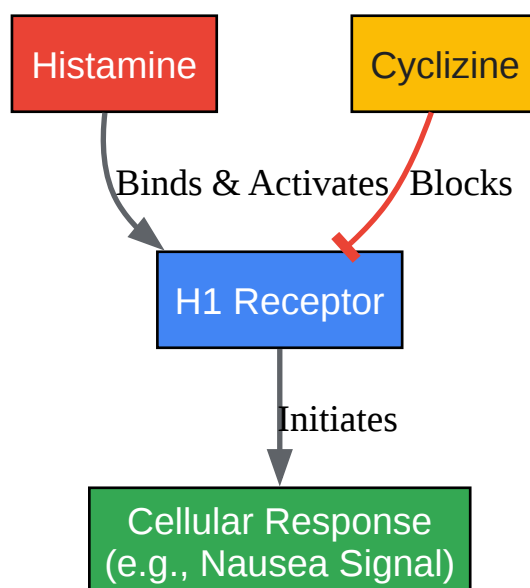 Histamine
Cyclizine
Binds & Activates
Blocks
H1 Receptor
Initiates
Cellular Response
(e.g., Nausea Signal)